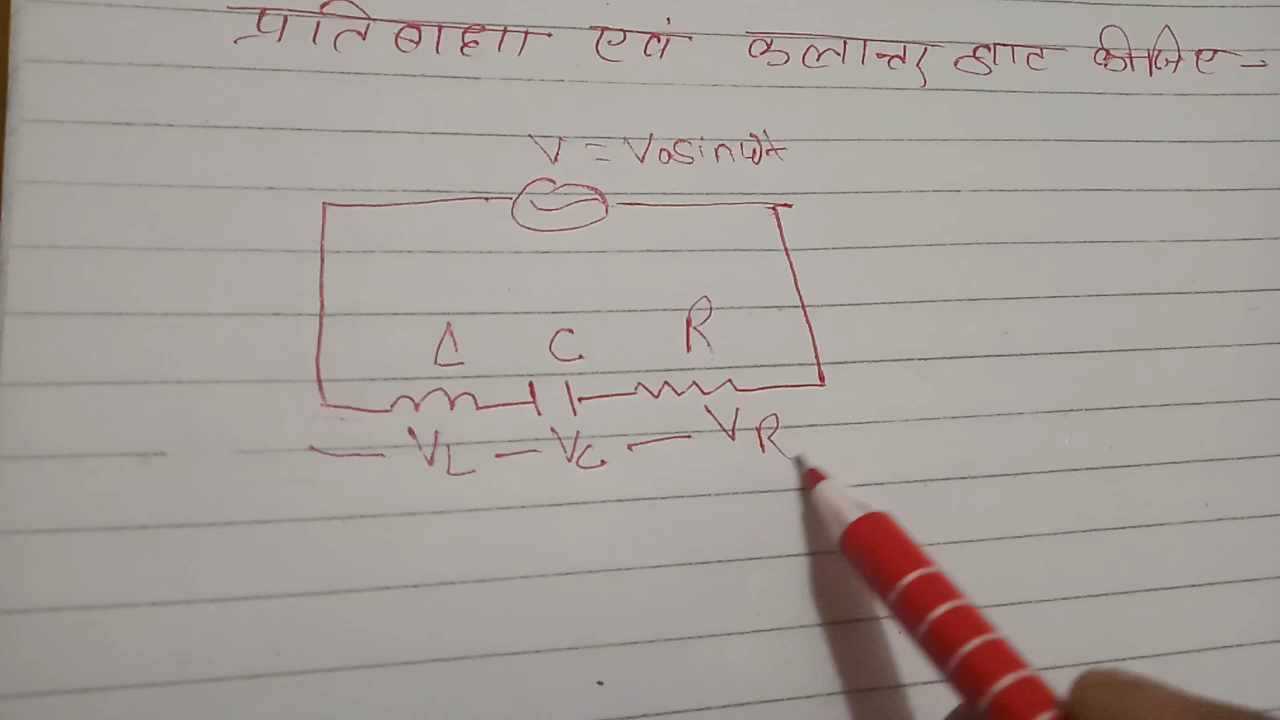 प्रतिबाधा एवं कलान्तर ज्ञात कीजिए -
V = V0sinωt
L C R
VL - VC - VR